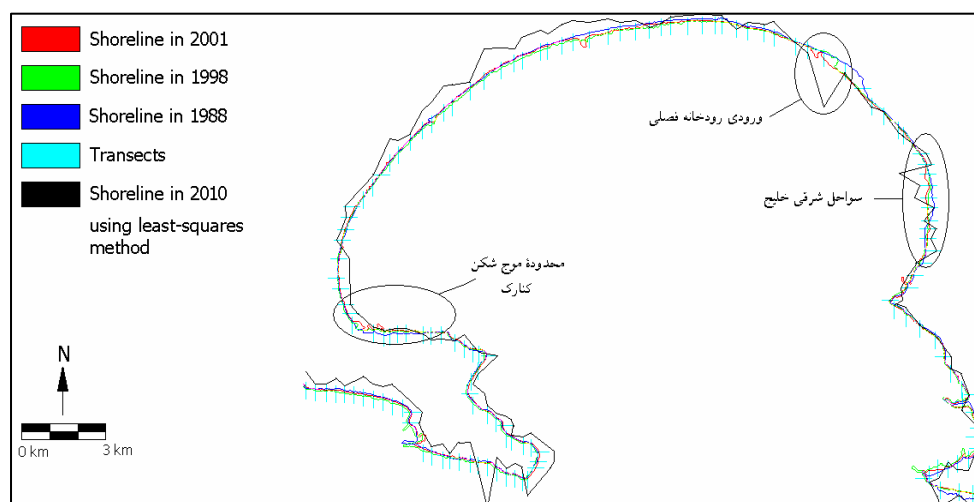 Shoreline in 2001
Shoreline in 1998
Shoreline in 1988
Transects
Shoreline in 2010
using least-squares
method
N
0 km 3 km
ورودی رودخانه فصلی
سواحل شرقی خلیج
محدودۀ موج شکن
کنارک